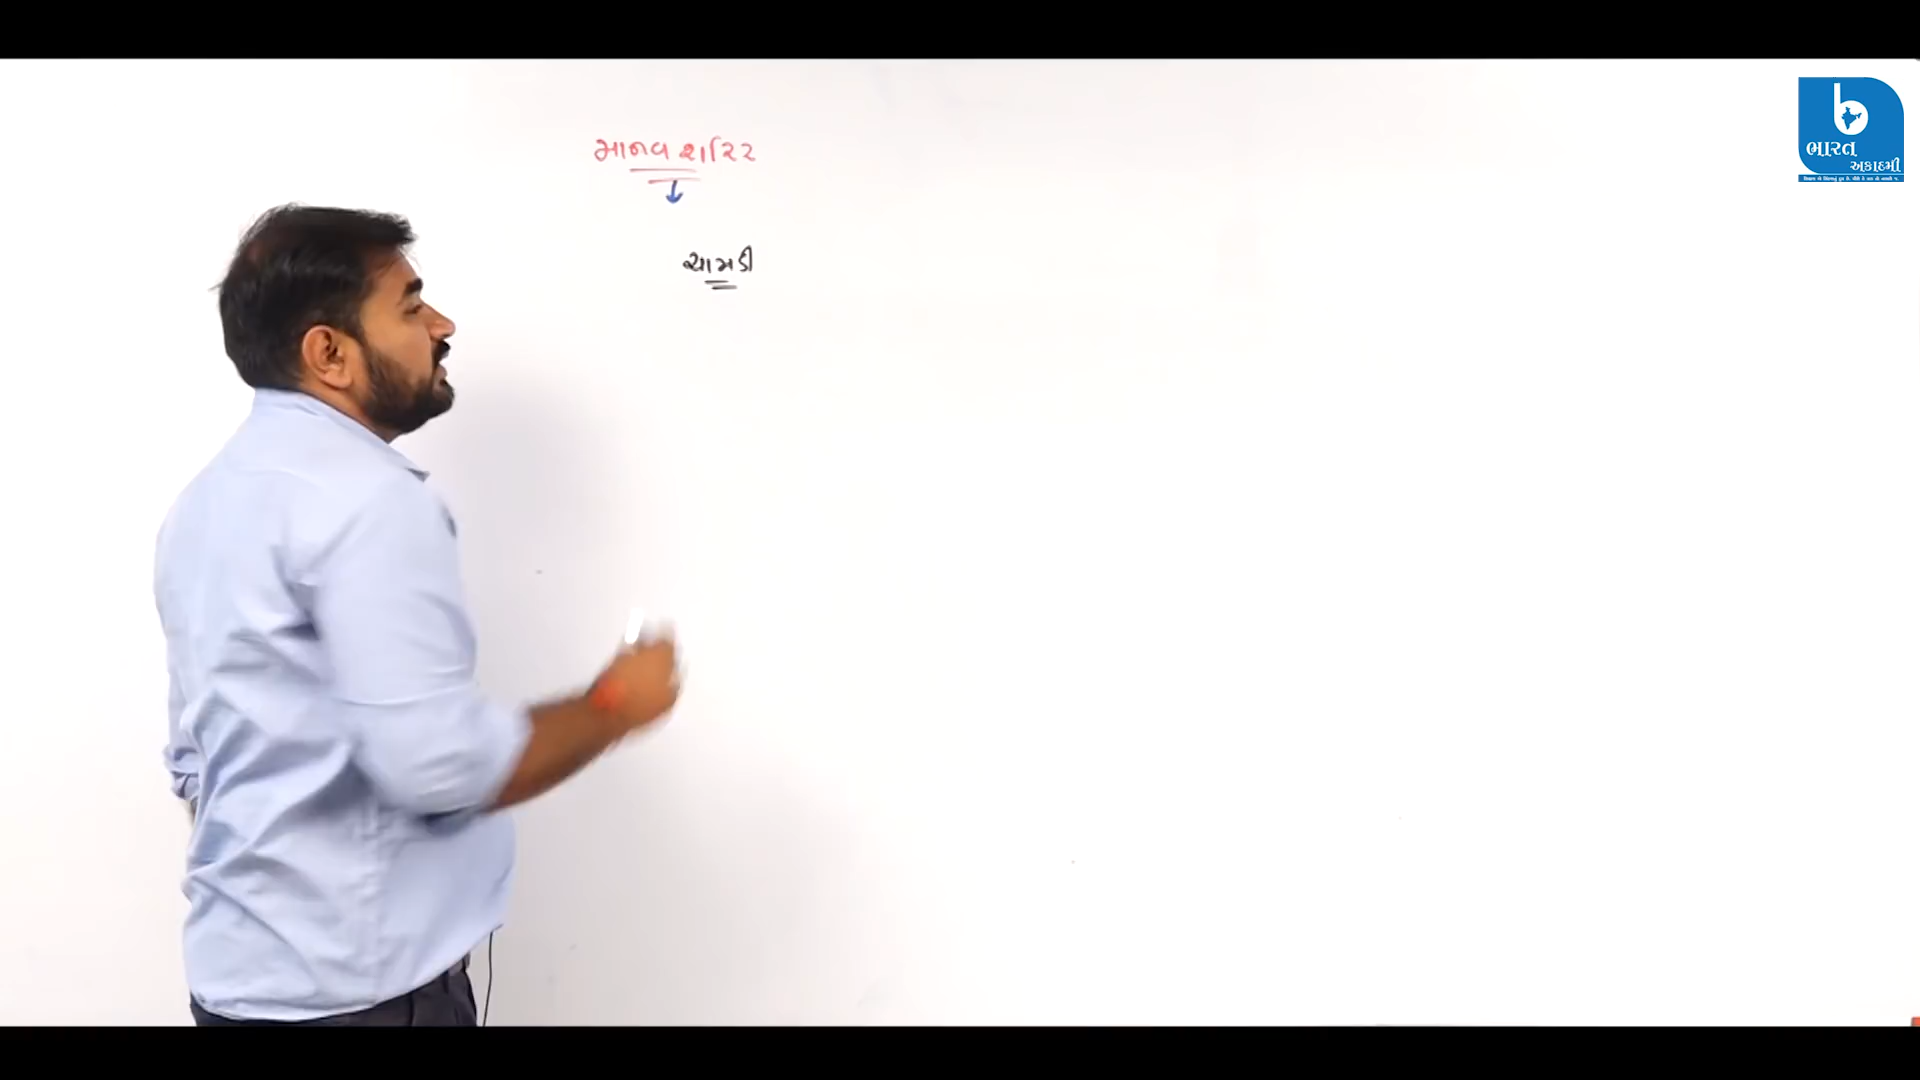 માનવ શરિર
ચામડી
ભારત
અકાદમી